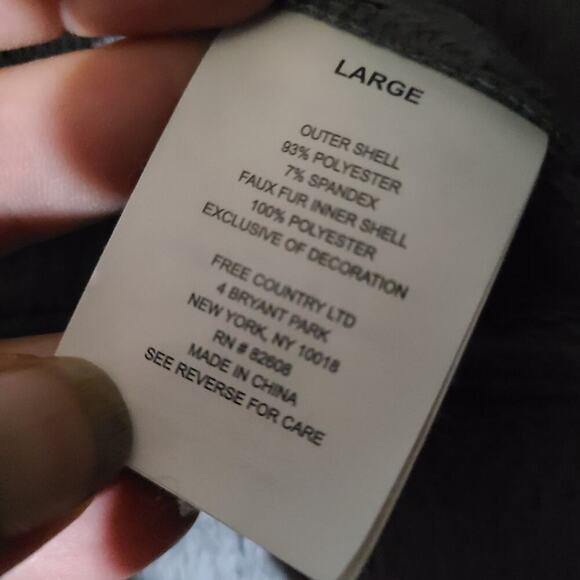 LARGE
OUTER SHELL
93% POLYESTER
7% SPANDEX
FAUX FUR INNER SHELL
100% POLYESTER
EXCLUSIVE OF DECORATION
FREE COUNTRY LTD
4 BRYANT PARK
NEW YORK, NY 10018
RN # 82608
MADE IN CHINA
SEE REVERSE FOR CARE